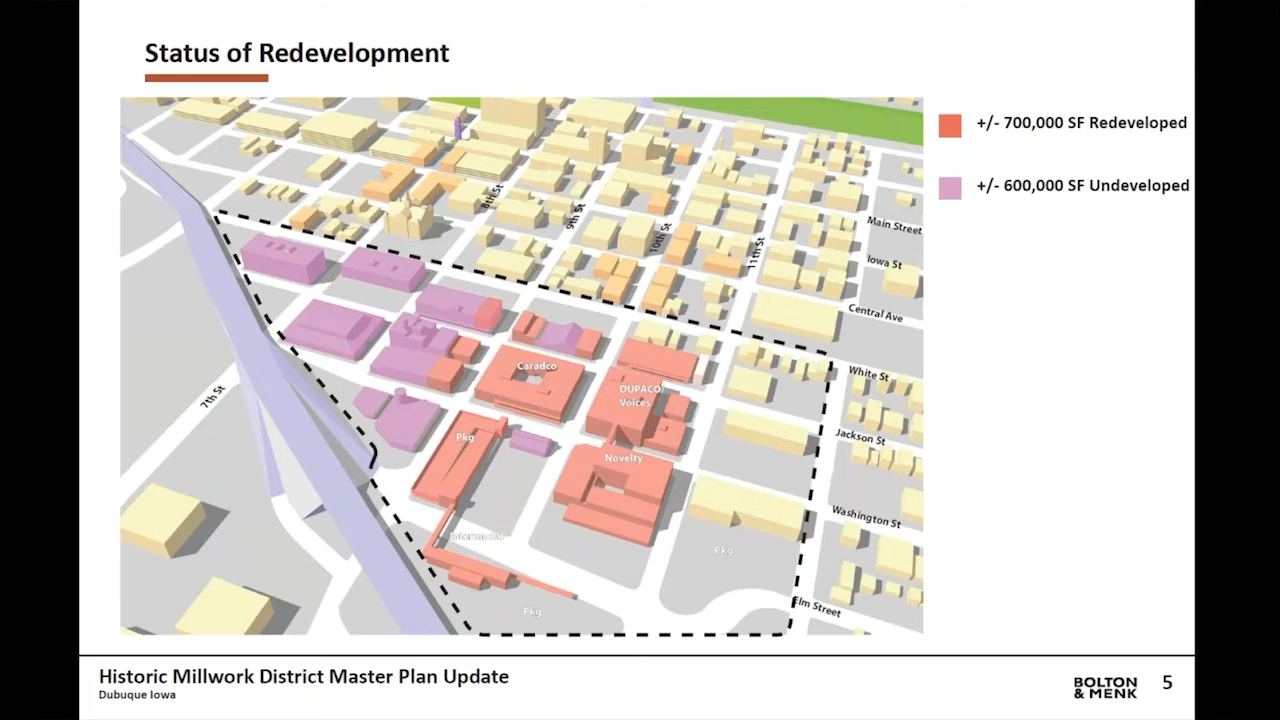 Status of Redevelopment
+/- 700,000 SF Redeveloped
+/- 600,000 SF Undeveloped
8th St
9th St
10th St
11th St
Main Street
Iowa St
Central Ave
White St
Jackson St
Washington St
Elm Street
7th St
Caradco
DUPACO/
Voices
Pkg
Novelty
Intermodal
Pkg
Pkg
Historic Millwork District Master Plan Update
Dubuque Iowa
BOLTON
& MENK
5